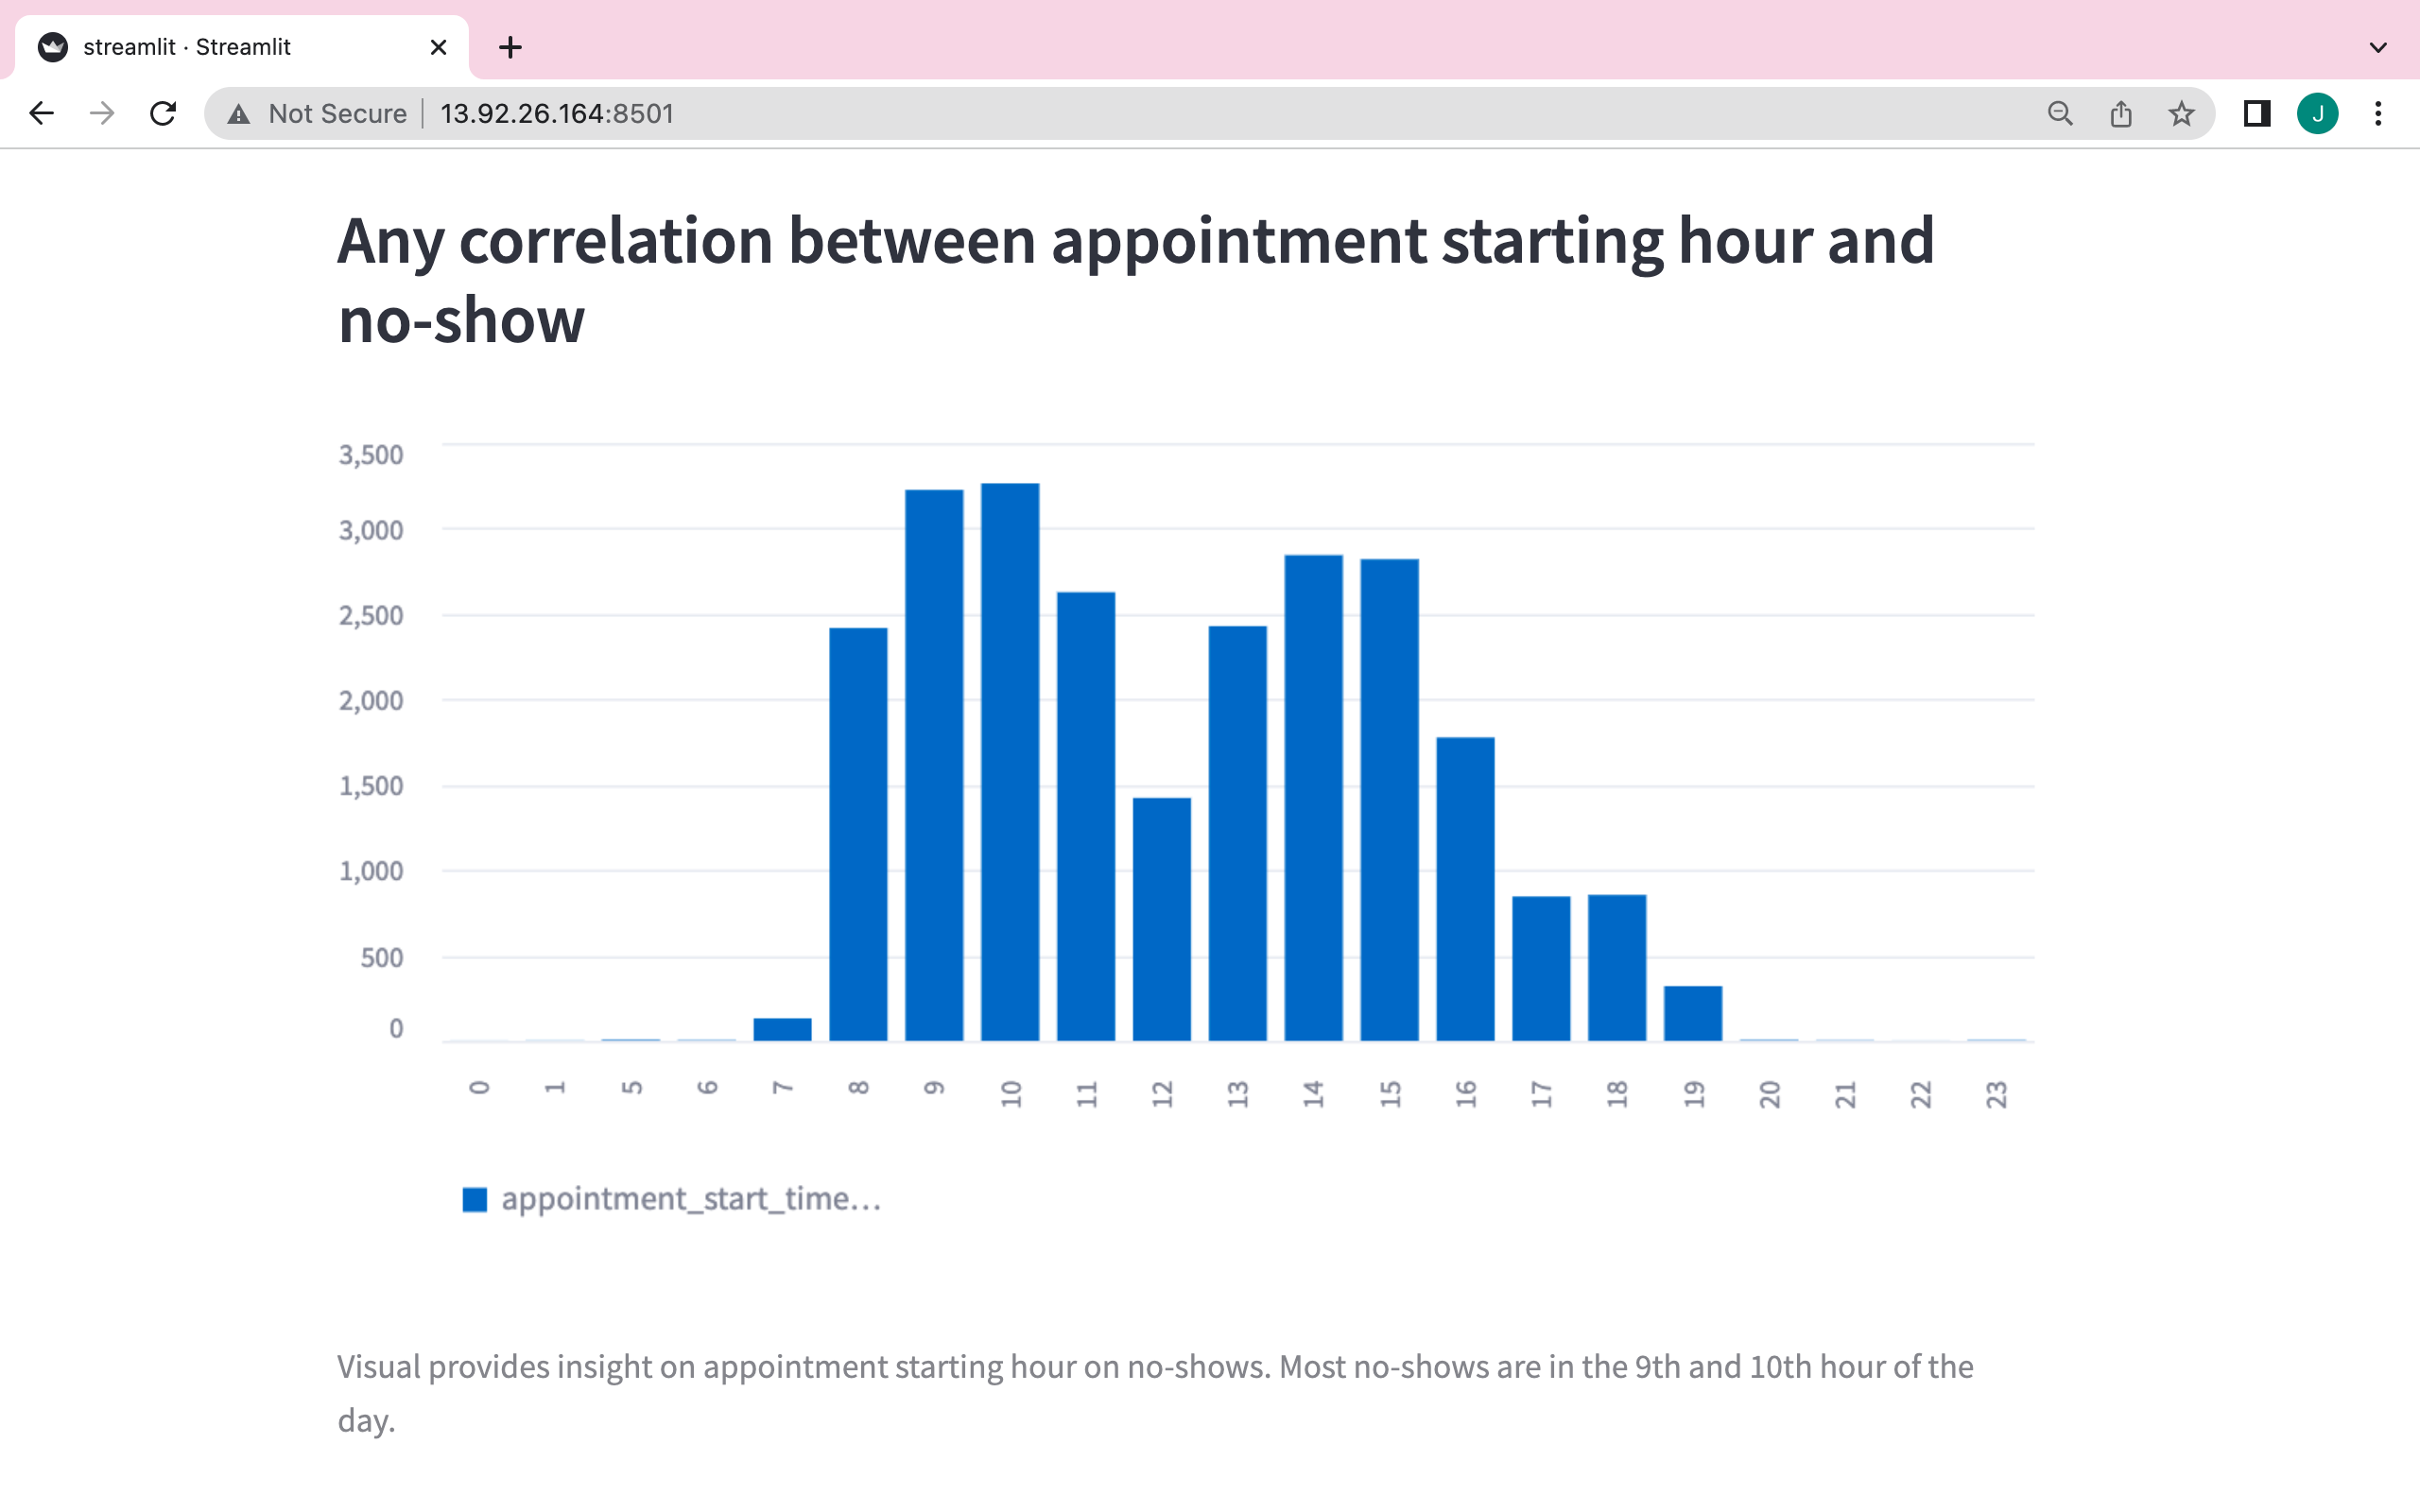 streamlit · Streamlit
Not Secure
13.92.26.164:8501
J
Any correlation between appointment starting hour and
no-show
3,500
3,000
2,500
2,000
1,500
1,000
500
0
0 1 5 6 7 8 9 10 11 12 13 14 15 16 17 18 19 20 21 22 23
appointment_start_time…
Visual provides insight on appointment starting hour on no-shows. Most no-shows are in the 9th and 10th hour of the
day.